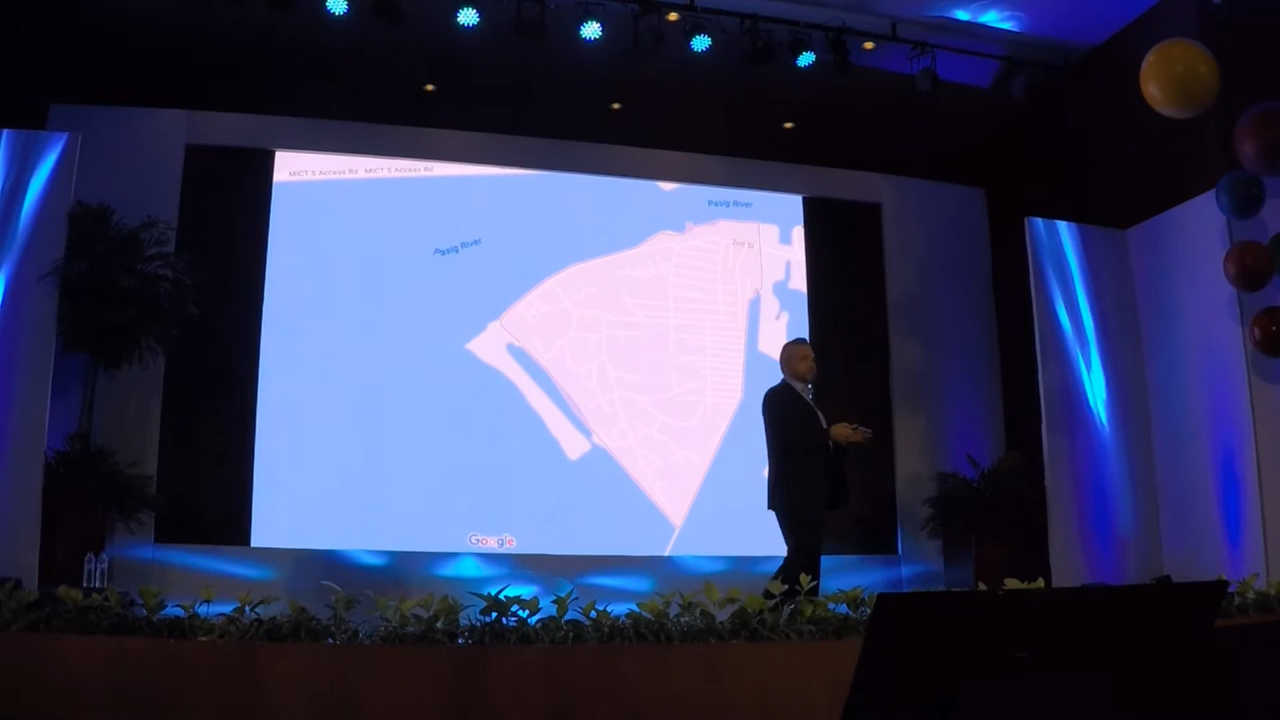 MICT S Access Rd MICT S Access Rd
Pasig River
Pasig River
2nd St
Google